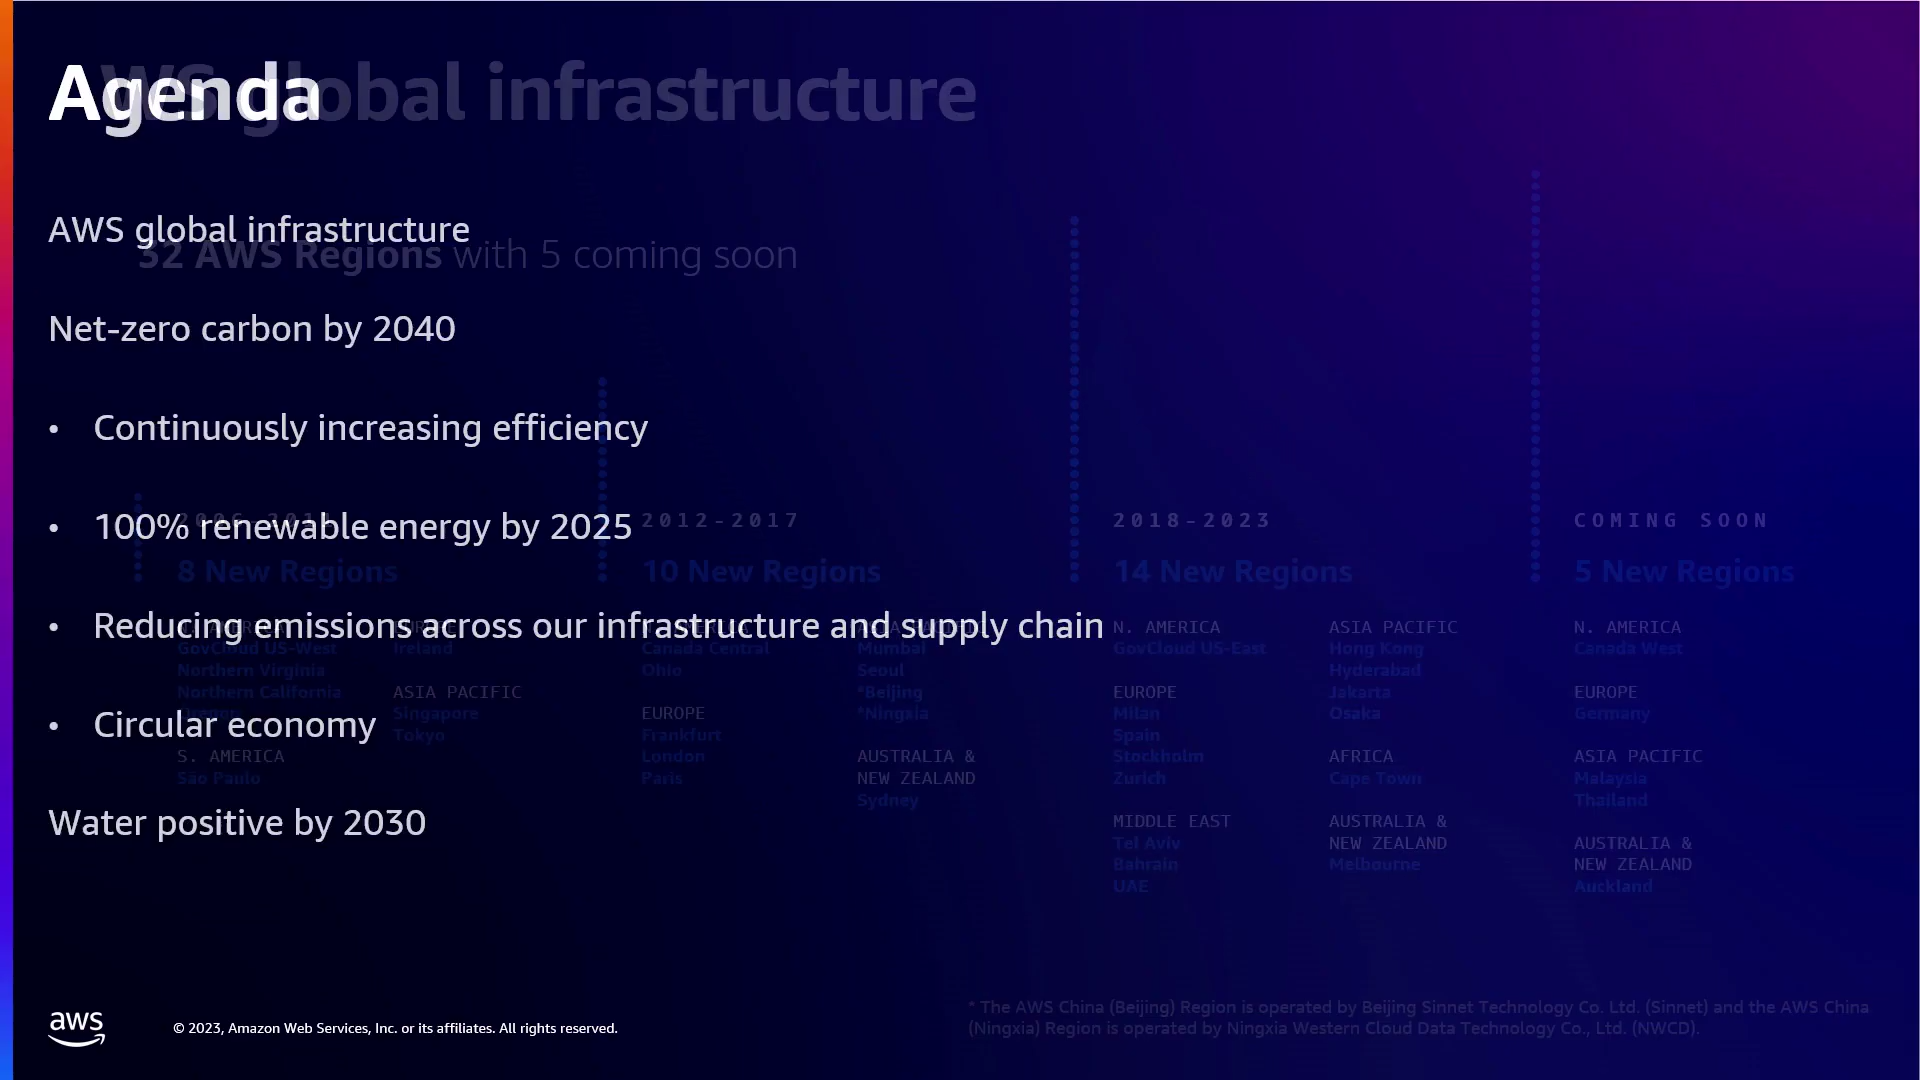 Agenda
AWS global infrastructure
AWS global infrastructure
32 AWS Regions with 5 coming soon
Net-zero carbon by 2040
• Continuously increasing efficiency
• 100% renewable energy by 2025
• Reducing emissions across our infrastructure and supply chain
• Circular economy
Water positive by 2030
8 New Regions
GovCloud US-West
Northern Virginia
Northern California
S. AMERICA
Sao Paulo
Ireland
ASIA PACIFIC
Singapore
Tokyo
2012-2017
10 New Regions
Canada Central
Ohio
EUROPE
Frankfurt
London
Paris
Mumbai
Seoul
*Beijing
*Ningxia
AUSTRALIA &
NEW ZEALAND
Sydney
2018-2023
14 New Regions
N. AMERICA
GovCloud US-East
EUROPE
Milan
Spain
Stockholm
Zurich
MIDDLE EAST
Tel Aviv
Bahrain
UAE
ASIA PACIFIC
Hong Kong
Hyderabad
Jakarta
Osaka
AFRICA
Cape Town
AUSTRALIA &
NEW ZEALAND
Melbourne
COMING SOON
5 New Regions
N. AMERICA
Canada West
EUROPE
Germany
ASIA PACIFIC
Malaysia
Thailand
AUSTRALIA &
NEW ZEALAND
Auckland
aws
© 2023, Amazon Web Services, Inc. or its affiliates. All rights reserved.
* The AWS China (Beijing) Region is operated by Beijing Sinnet Technology Co. Ltd. (Sinnet) and the AWS China
(Ningxia) Region is operated by Ningxia Western Cloud Data Technology Co., Ltd. (NWCD).